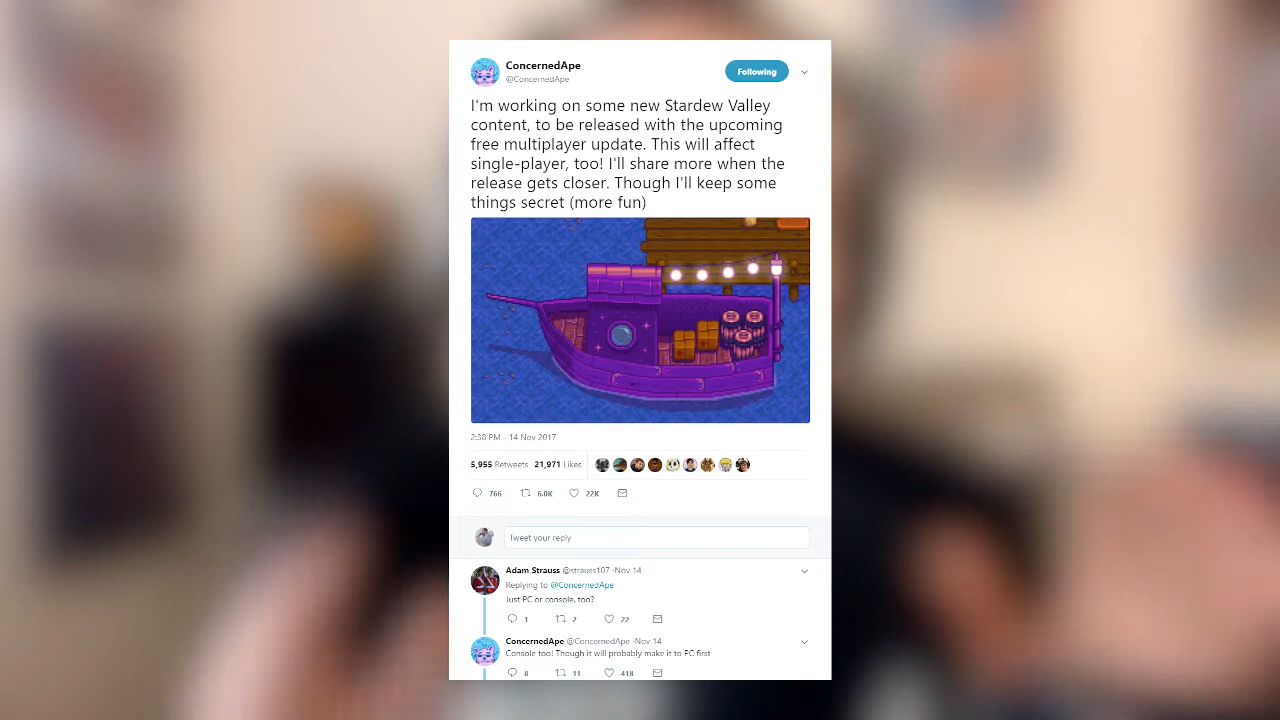 ConcernedApe
@ConcernedApe
Following
I'm working on some new Stardew Valley
content, to be released with the upcoming
free multiplayer update. This will affect
single-player, too! I'll share more when the
release gets closer. Though I'll keep some
things secret (more fun)
2:38 PM - 14 Nov 2017
5,955 Retweets 21,971 Likes
766 6.0K 22K
Tweet your reply
Adam Strauss @strauss107 · Nov 14
Replying to @ConcernedApe
Just PC or console, too?
1 2 22
ConcernedApe @ConcernedApe · Nov 14
Console too! Though it will probably make it to PC first
8 11 418